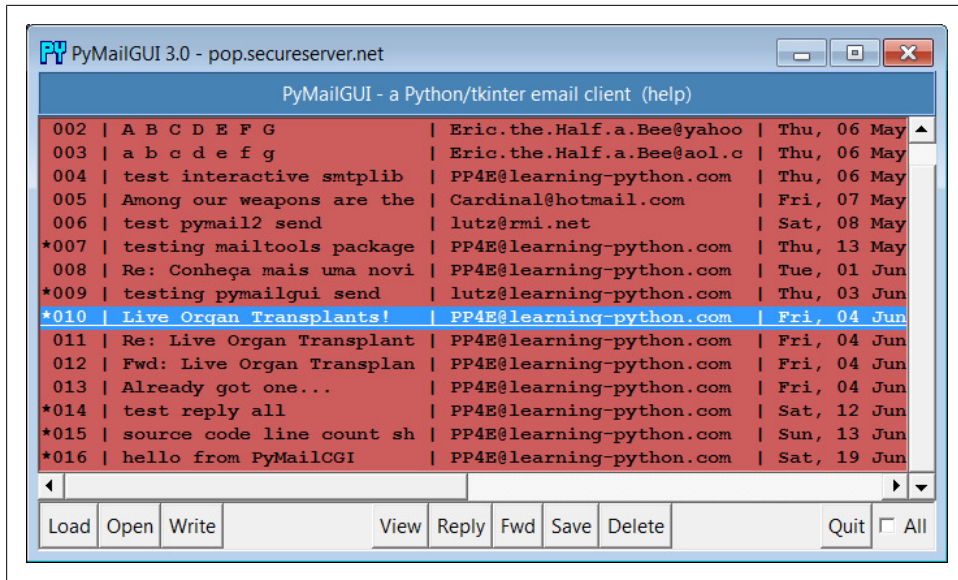 PY PyMailGUI 3.0 - pop.secureserver.net
PyMailGUI - a Python/tkinter email client (help)
002 | A B C D E F G | Eric.the.Half.a.Bee@yahoo | Thu, 06 May
003 | a b c d e f g | Eric.the.Half.a.Bee@aol.c | Thu, 06 May
004 | test interactive smtplib | PP4E@learning-python.com | Thu, 06 May
005 | Among our weapons are the | Cardinal@hotmail.com | Fri, 07 May
006 | test pymail2 send | lutz@rmi.net | Sat, 08 May
*007 | testing mailtools package | PP4E@learning-python.com | Thu, 13 May
008 | Re: Conheça mais uma novi | PP4E@learning-python.com | Tue, 01 Jun
*009 | testing pymailgui send | lutz@learning-python.com | Thu, 03 Jun
*010 | Live Organ Transplants! | PP4E@learning-python.com | Fri, 04 Jun
011 | Re: Live Organ Transplant | PP4E@learning-python.com | Fri, 04 Jun
012 | Fwd: Live Organ Transplan | PP4E@learning-python.com | Fri, 04 Jun
013 | Already got one... | PP4E@learning-python.com | Fri, 04 Jun
*014 | test reply all | PP4E@learning-python.com | Sat, 12 Jun
*015 | source code line count sh | PP4E@learning-python.com | Sun, 13 Jun
*016 | hello from PyMailCGI | PP4E@learning-python.com | Sat, 19 Jun
Load Open Write View Reply Fwd Save Delete Quit All